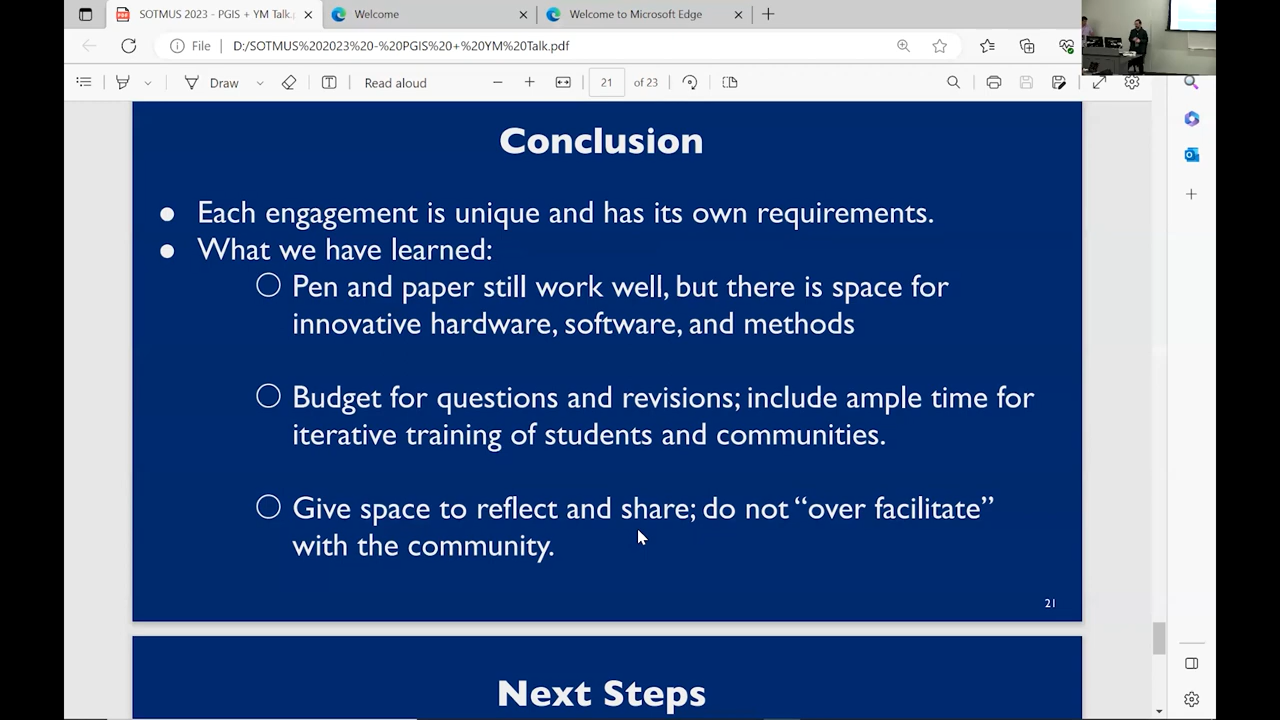 SOTMUS 2023 - PGIS + YM Talk.
Welcome
Welcome to Microsoft Edge
File
D:/SOTMUS%202023%20-%20PGIS%20+%20YM%20Talk.pdf
Draw
Read aloud
21 of 23
Conclusion
● Each engagement is unique and has its own requirements.
● What we have learned:
○ Pen and paper still work well, but there is space for
innovative hardware, software, and methods
○ Budget for questions and revisions; include ample time for
iterative training of students and communities.
○ Give space to reflect and share; do not “over facilitate”
with the community.
21
Next Steps